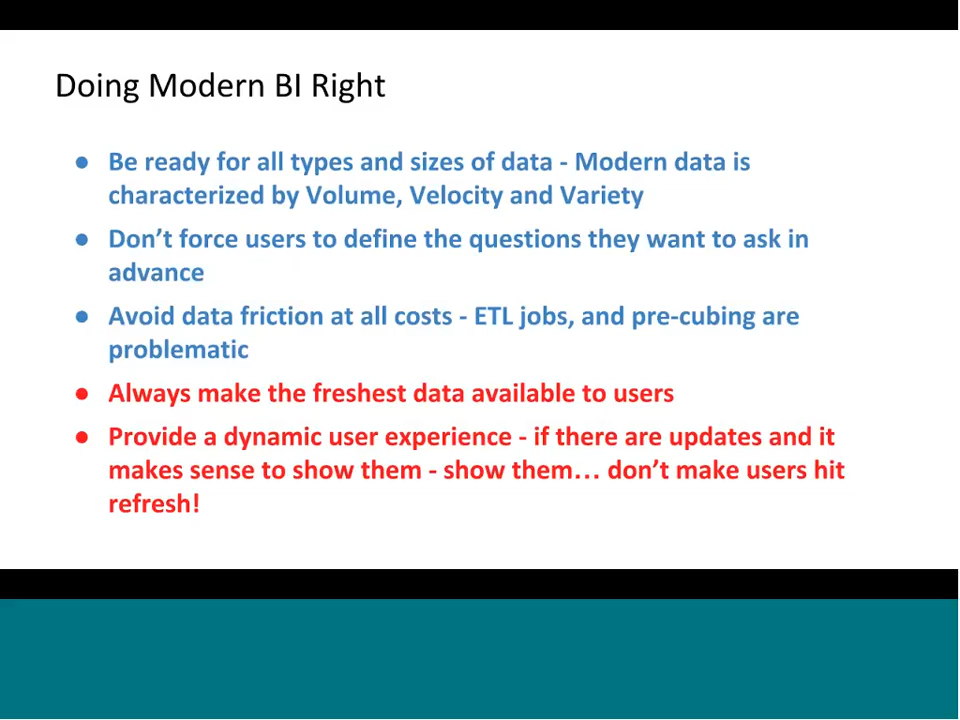 Doing Modern BI Right
● Be ready for all types and sizes of data - Modern data is
characterized by Volume, Velocity and Variety
● Don’t force users to define the questions they want to ask in
advance
● Avoid data friction at all costs - ETL jobs, and pre-cubing are
problematic
● Always make the freshest data available to users
● Provide a dynamic user experience - if there are updates and it
makes sense to show them - show them… don’t make users hit
refresh!